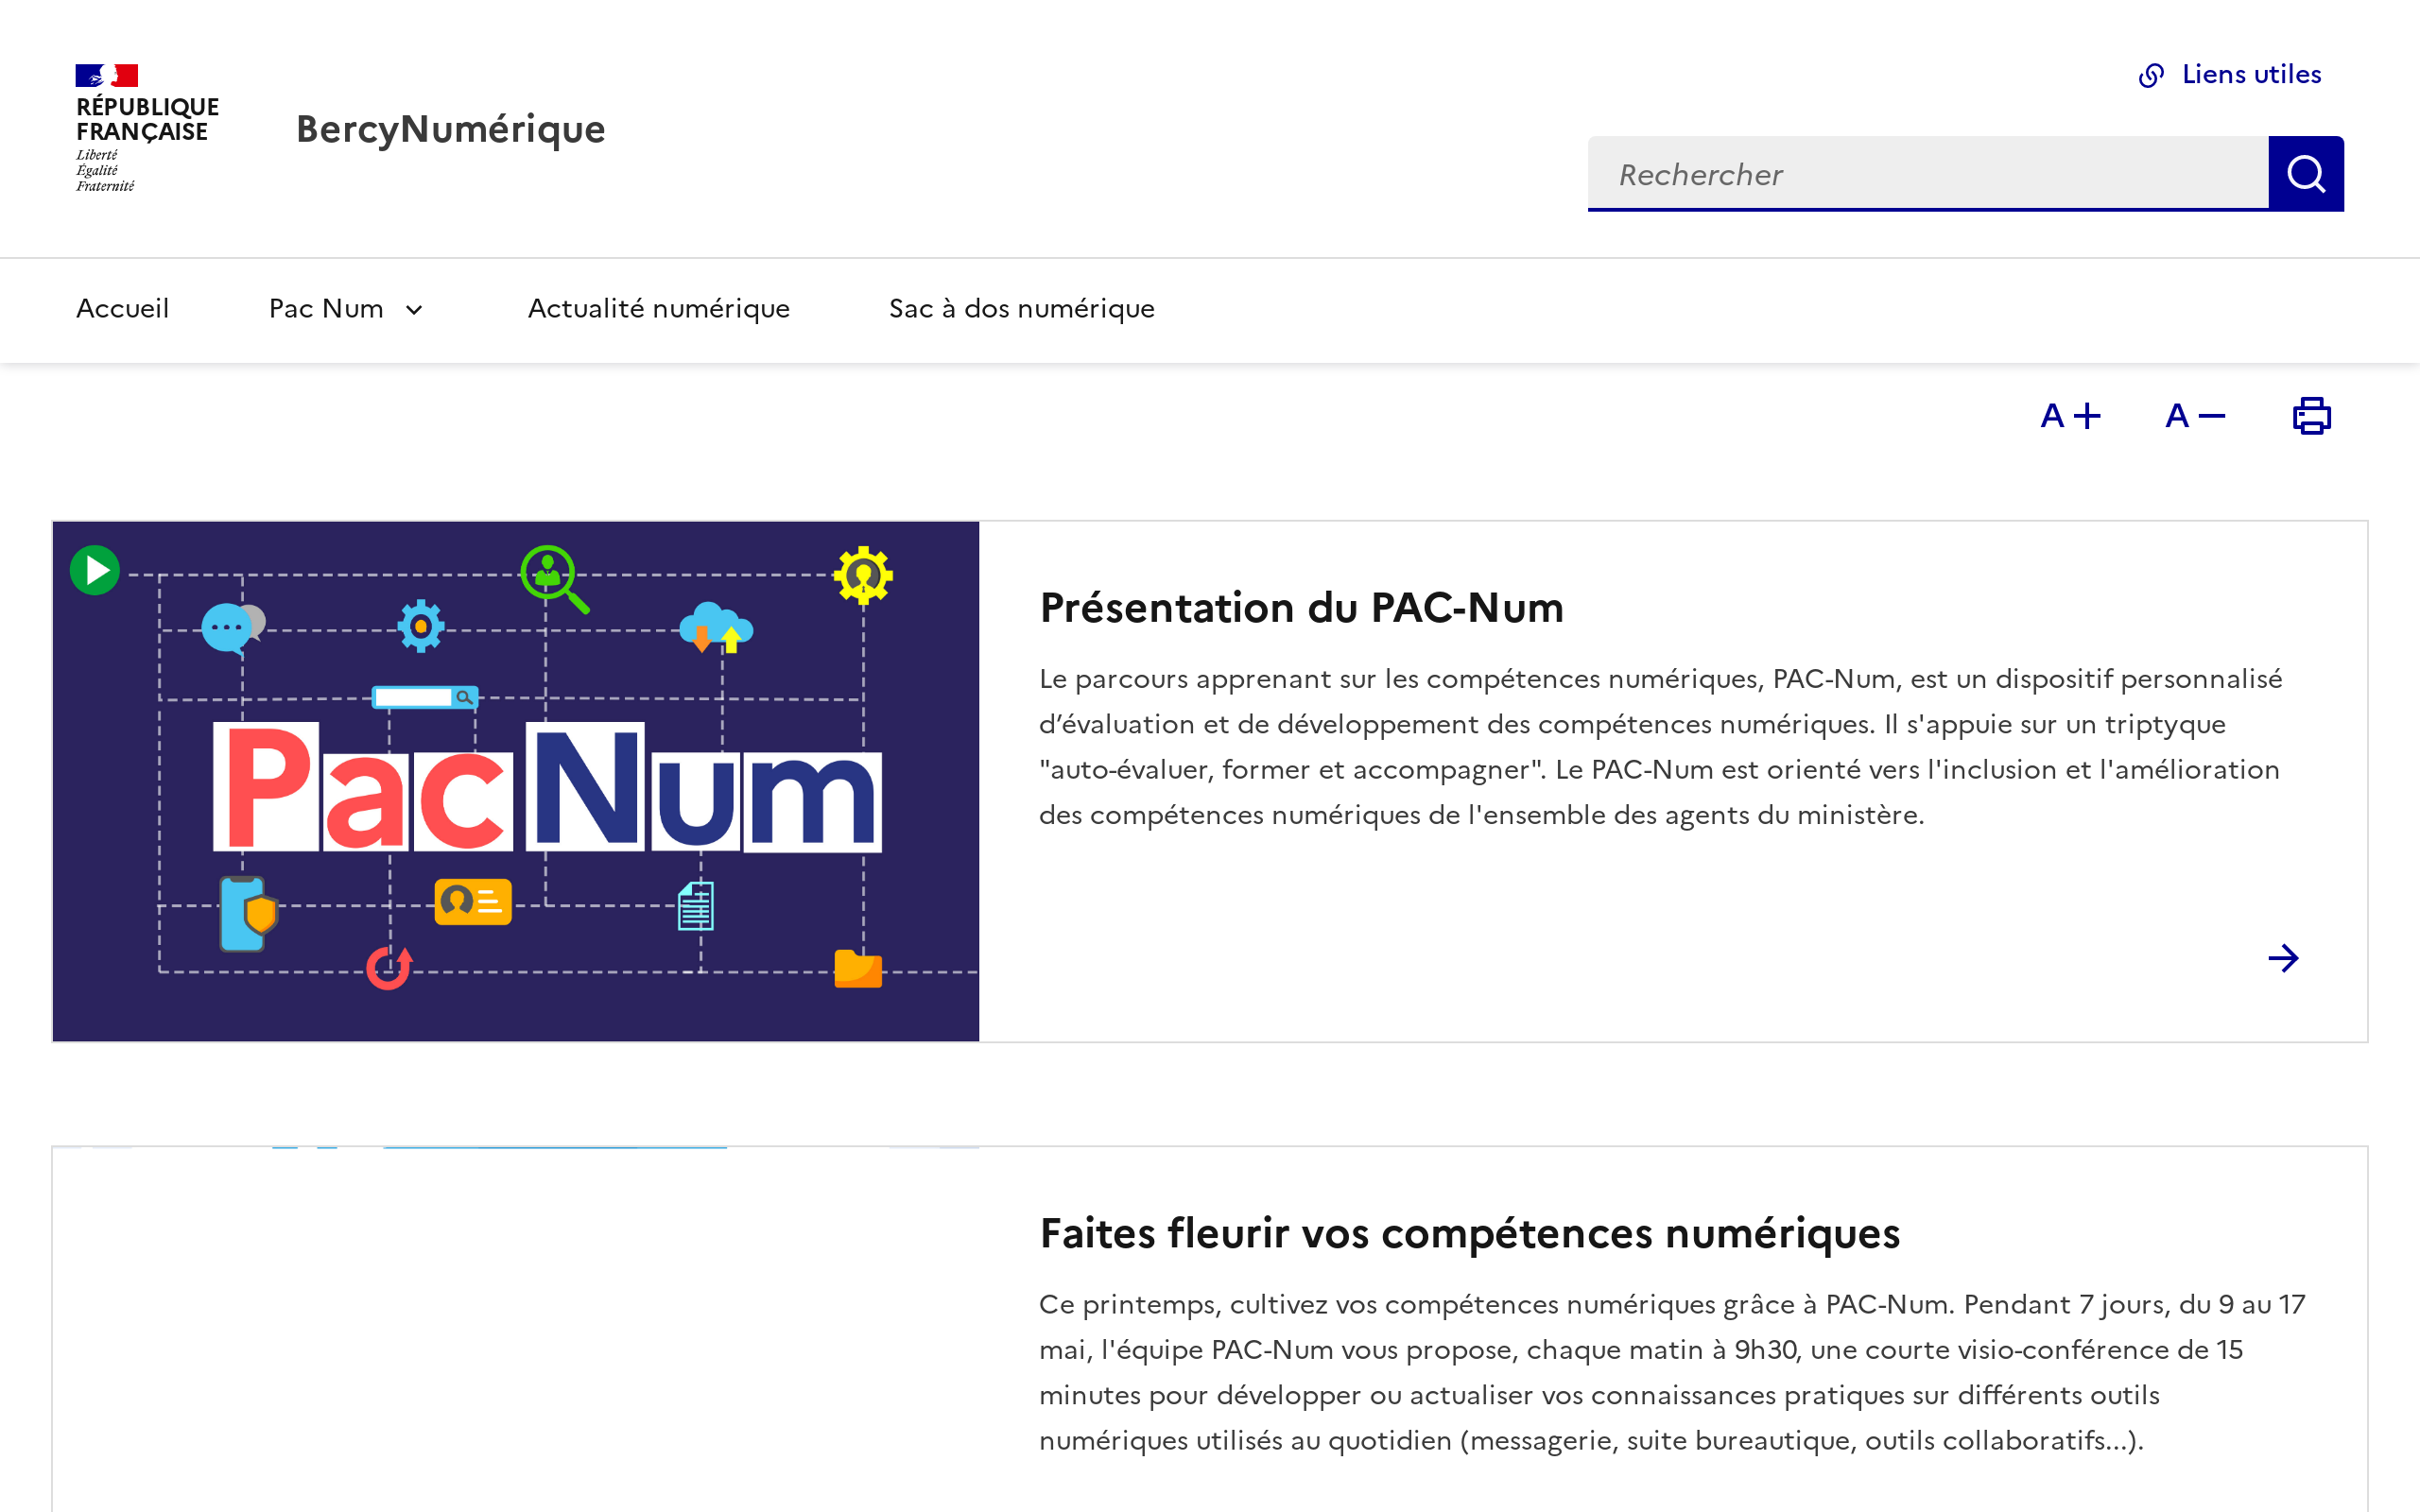 RÉPUBLIQUE
FRANÇAISE
Liberté
Égalité
Fraternité
BercyNumérique
Liens utiles
Rechercher
Accueil
Pac Num
Actualité numérique
Sac à dos numérique
A+
A−
PacNum
Présentation du PAC-Num
Le parcours apprenant sur les compétences numériques, PAC-Num, est un dispositif personnalisé
d’évaluation et de développement des compétences numériques. Il s'appuie sur un triptyque
"auto-évaluer, former et accompagner". Le PAC-Num est orienté vers l'inclusion et l'amélioration
des compétences numériques de l'ensemble des agents du ministère.
Faites fleurir vos compétences numériques
Ce printemps, cultivez vos compétences numériques grâce à PAC-Num. Pendant 7 jours, du 9 au 17
mai, l'équipe PAC-Num vous propose, chaque matin à 9h30, une courte visio-conférence de 15
minutes pour développer ou actualiser vos connaissances pratiques sur différents outils
numériques utilisés au quotidien (messagerie, suite bureautique, outils collaboratifs...).